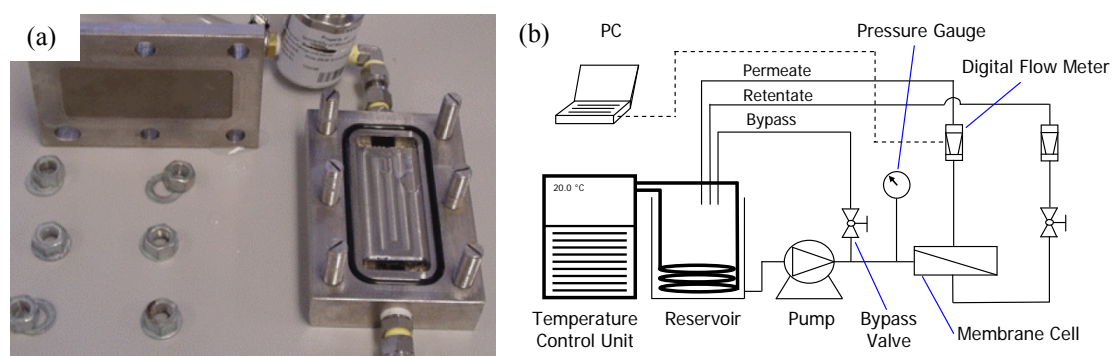 (a)
(b)
PC
Pressure Gauge
Digital Flow Meter
Permeate
Retentate
Bypass
20.0 °C
Temperature
Control Unit
Reservoir
Pump
Bypass
Valve
Membrane Cell